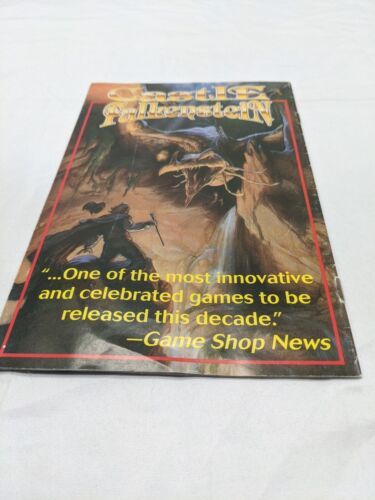 Castle
Falkenstein
"...One of the most innovative
and celebrated games to be
released this decade."
—Game Shop News